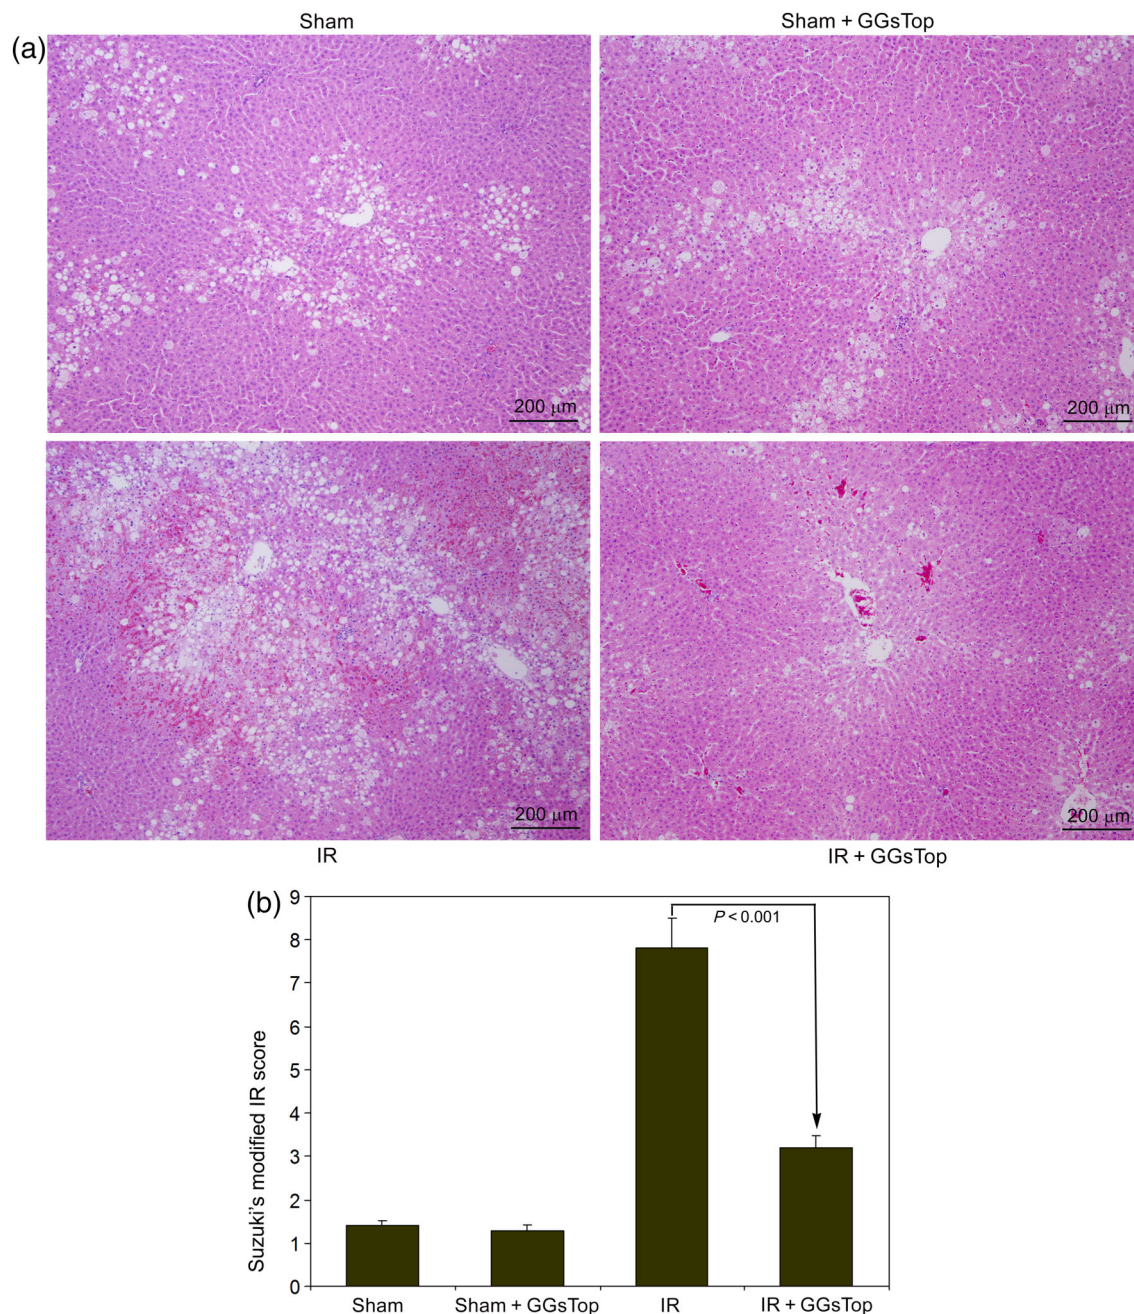 Sham
Sham + GGsTop
(a)
200 μm
200 μm
200 μm
200 μm
IR
IR + GGsTop
(b)
9
8
7
6
5
4
3
2
1
0
Suzuki's modified IR score
P < 0.001
Sham
Sham + GGsTop
IR
IR + GGsTop